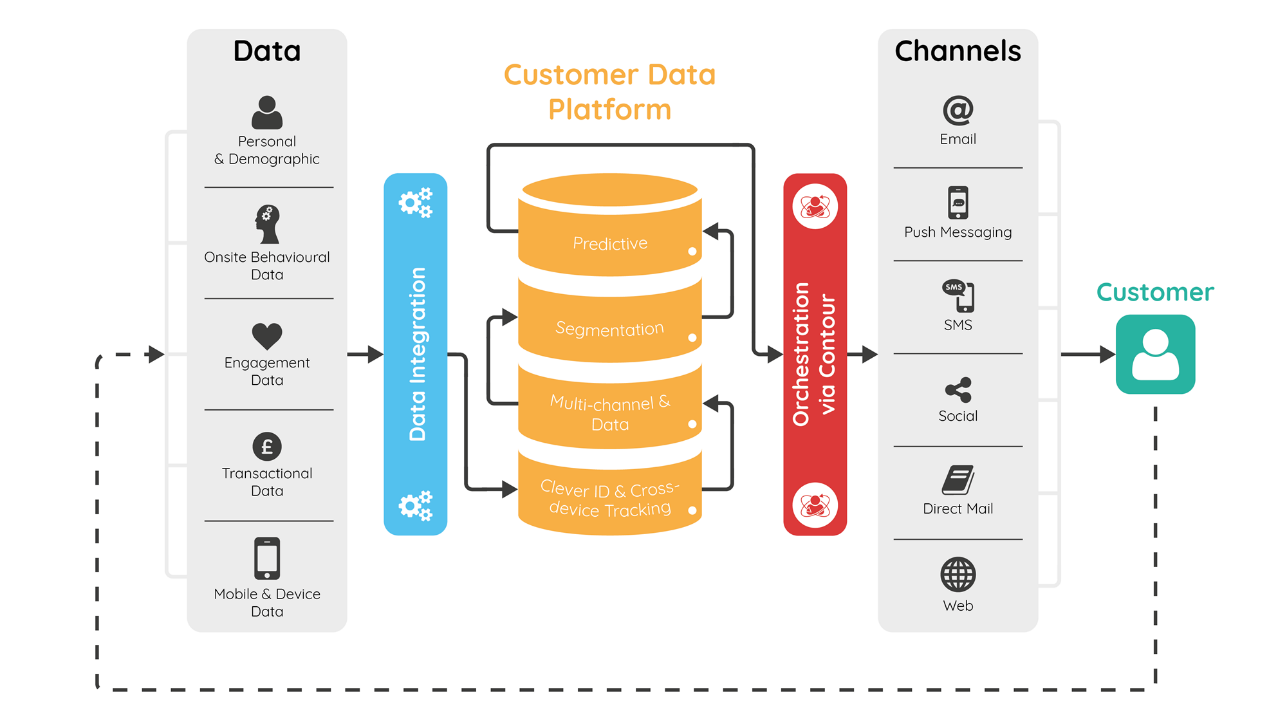 Data
Personal
& Demographic
Onsite Behavioural
Data
Engagement
Data
£
Transactional
Data
Mobile & Device
Data
Data Integration
Customer Data
Platform
Predictive
Segmentation
Multi-channel &
Data
Clever ID & Cross-
device Tracking
Orchestration
via Contour
Channels
@
Email
Push Messaging
SMS
SMS
Social
Direct Mail
Web
Customer